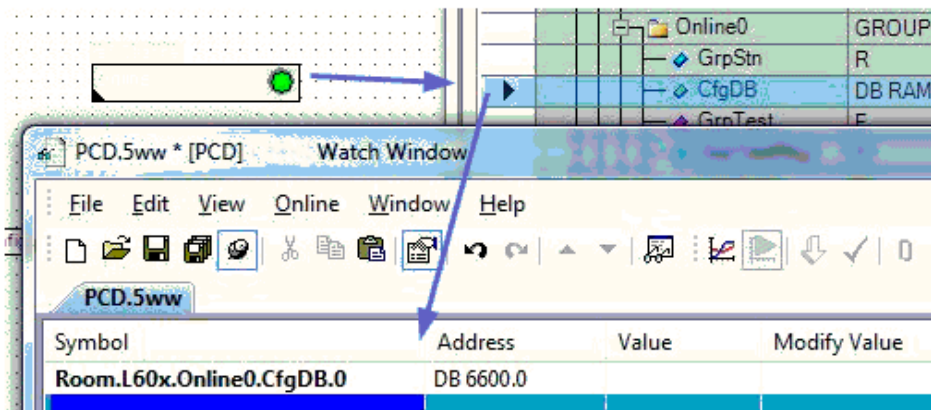 Online0 GROUP
GrpStn R
CfgDB DB RAM
GrpTest F
PCD.5ww * [PCD] Watch Window
File Edit View Online Window Help
PCD.5ww
Symbol Address Value Modify Value
Room.L60x.Online0.CfgDB.0 DB 6600.0